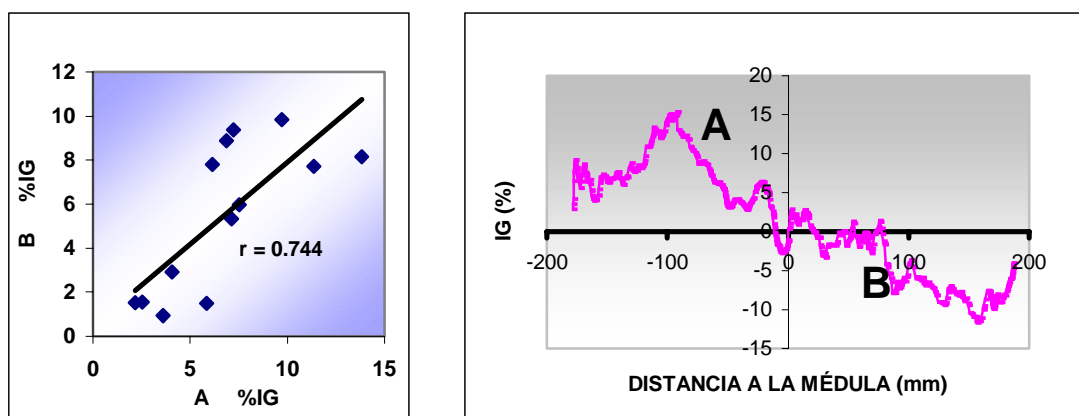 12
10
8
6
4
2
0
0 5 10 15
B %IG
A %IG
r = 0.744
20
15
10
5
0
-5
-10
-15
-200 -100 0 100 200
IG (%)
A
B
DISTANCIA A LA MÉDULA (mm)